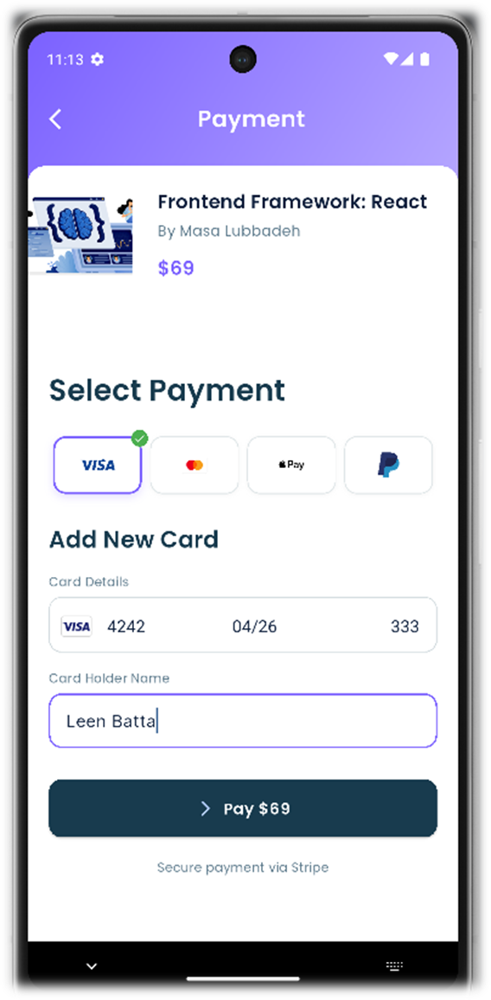 11:13
Payment
Frontend Framework: React
By Masa Lubbadeh
$69
Select Payment
VISA Pay
Add New Card
Card Details
VISA 4242 04/26 333
Card Holder Name
Leen Batta
Pay $69
Secure payment via Stripe